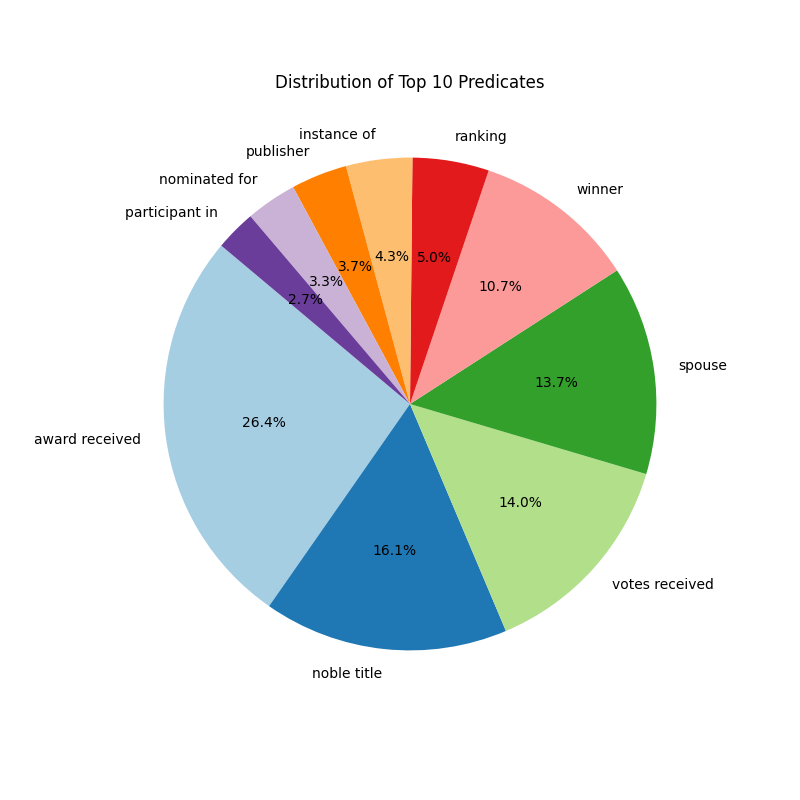 Distribution of Top 10 Predicates
instance of
ranking
publisher
nominated for
winner
participant in
4.3%
5.0%
3.7%
3.3%
10.7%
2.7%
spouse
13.7%
26.4%
award received
14.0%
16.1%
votes received
noble title